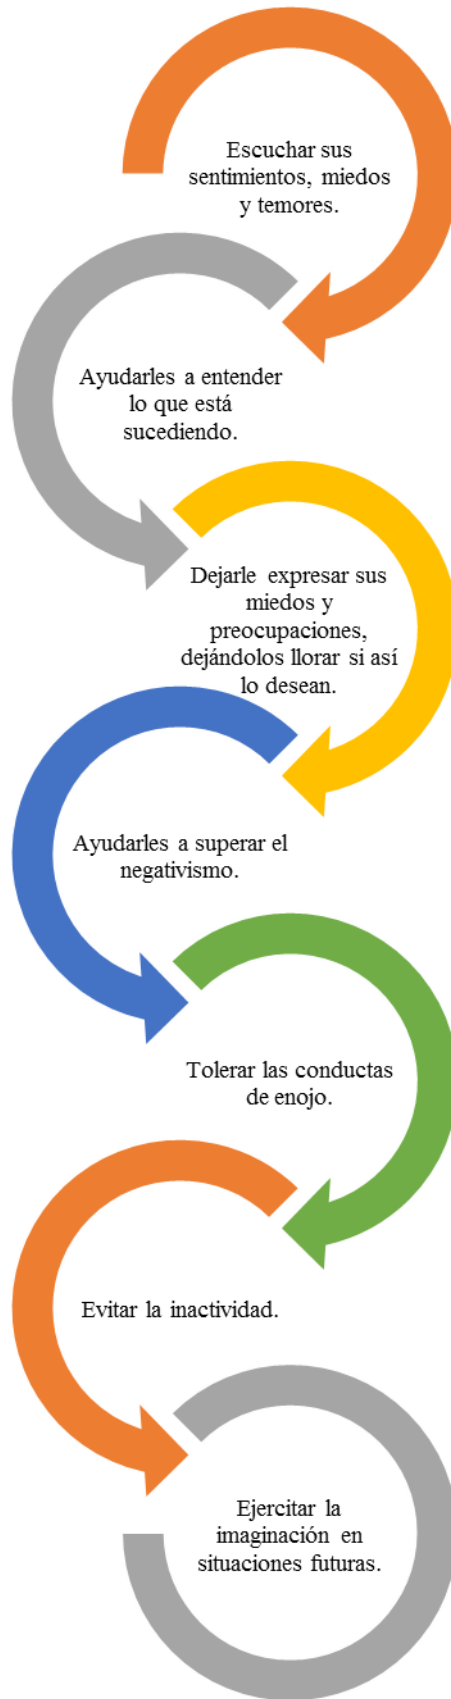 Escuchar sus
sentimientos, miedos
y temores.
Ayudarles a entender
lo que está
sucediendo.
Dejarle expresar sus
miedos y
preocupaciones,
dejándolos llorar si así
lo desean.
Ayudarles a superar el
negativismo.
Tolerar las conductas
de enojo.
Evitar la inactividad.
Ejercitar la
imaginación en
situaciones futuras.